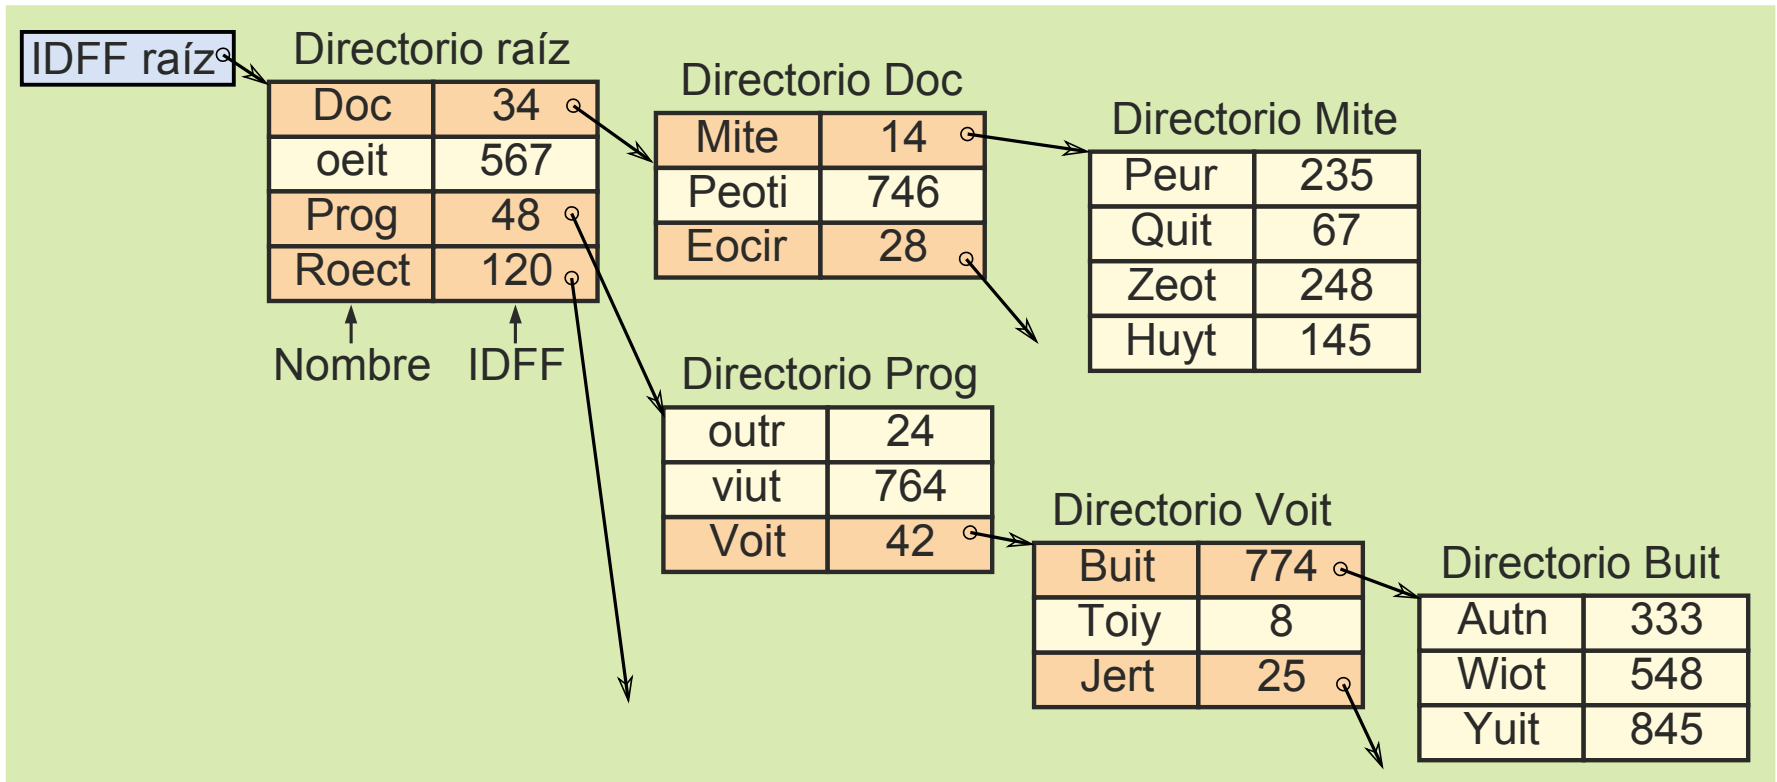 IDFF raíz
Directorio raíz
Doc 34
oeit 567
Prog 48
Roect 120
Nombre IDFF
Directorio Doc
Mite 14
Peoti 746
Eocir 28
Directorio Mite
Peur 235
Quit 67
Zeot 248
Huyt 145
Directorio Prog
outr 24
viut 764
Voit 42
Directorio Voit
Buit 774
Toiy 8
Jert 25
Directorio Buit
Autn 333
Wiot 548
Yuit 845